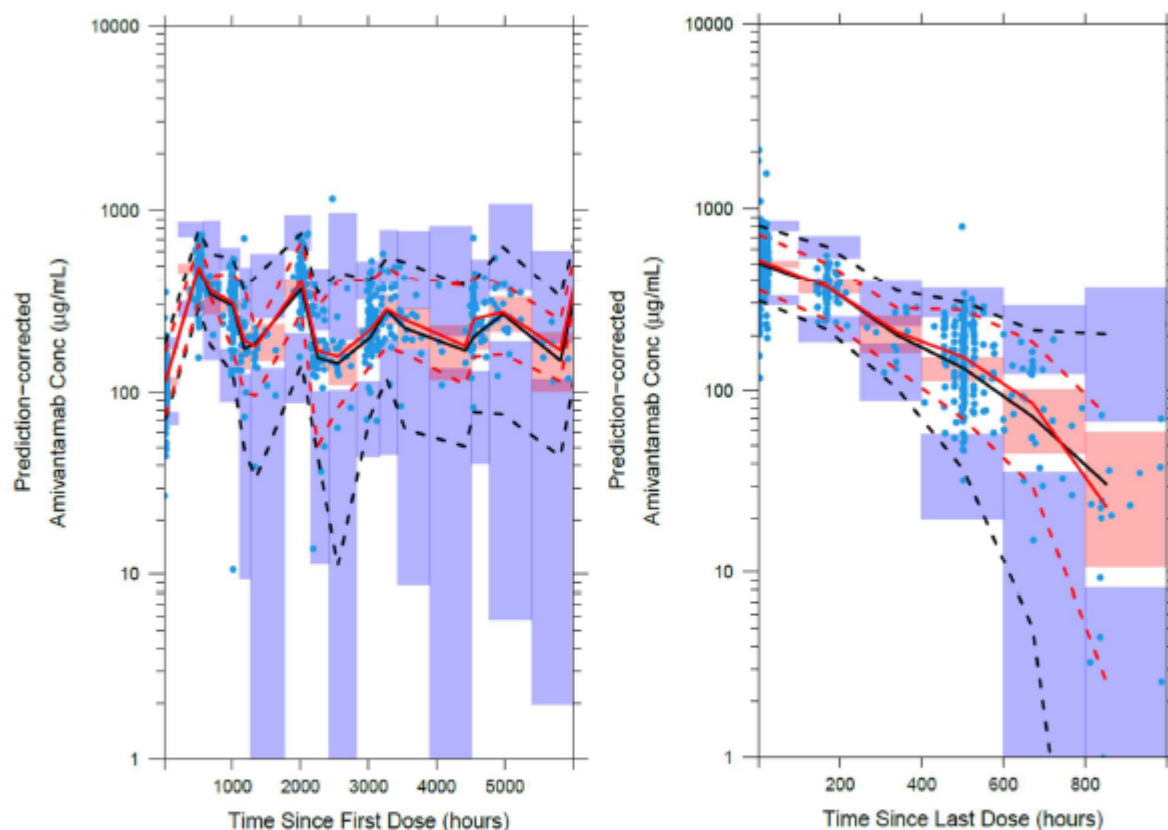 10000
1000
100
10
1
Prediction−corrected
Amivantamab Conc (µg/mL)
1000 2000 3000 4000 5000
Time Since First Dose (hours)
10000
1000
100
10
1
Prediction−corrected
Amivantamab Conc (µg/mL)
200 400 600 800
Time Since Last Dose (hours)